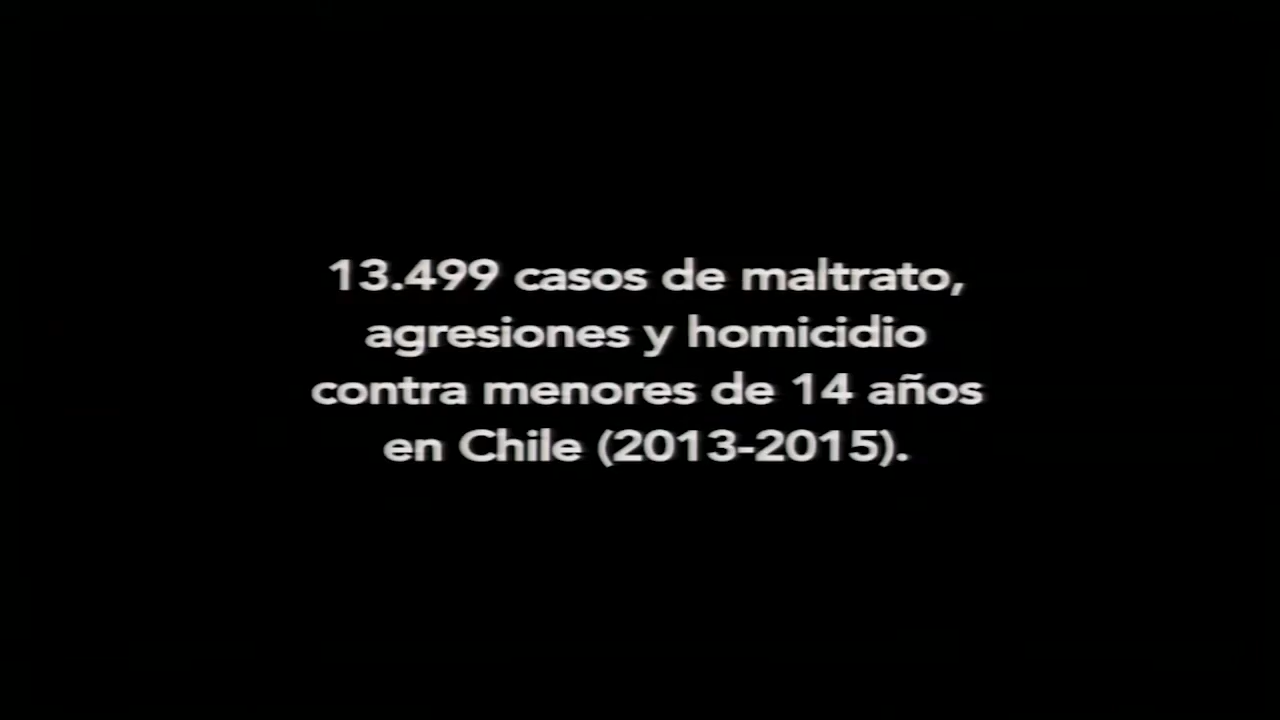 13.499 casos de maltrato,
agresiones y homicidio
contra menores de 14 años
en Chile (2013-2015).